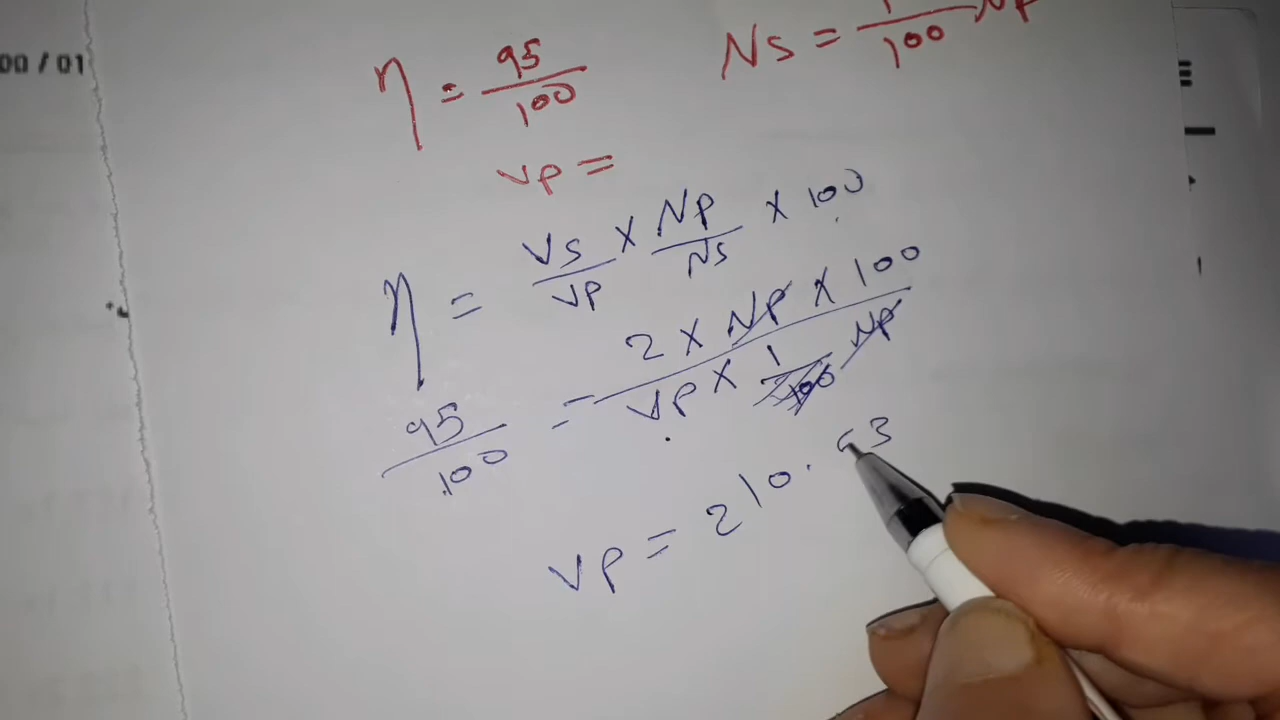 00 / 01
η = 95/100
Ns = 1/100 Np
vp =
η = Vs/Vp × Np/Ns × 100
95/100 = 2 × Np × 100 / Vp × 1/100 Np
Vp = 210.53